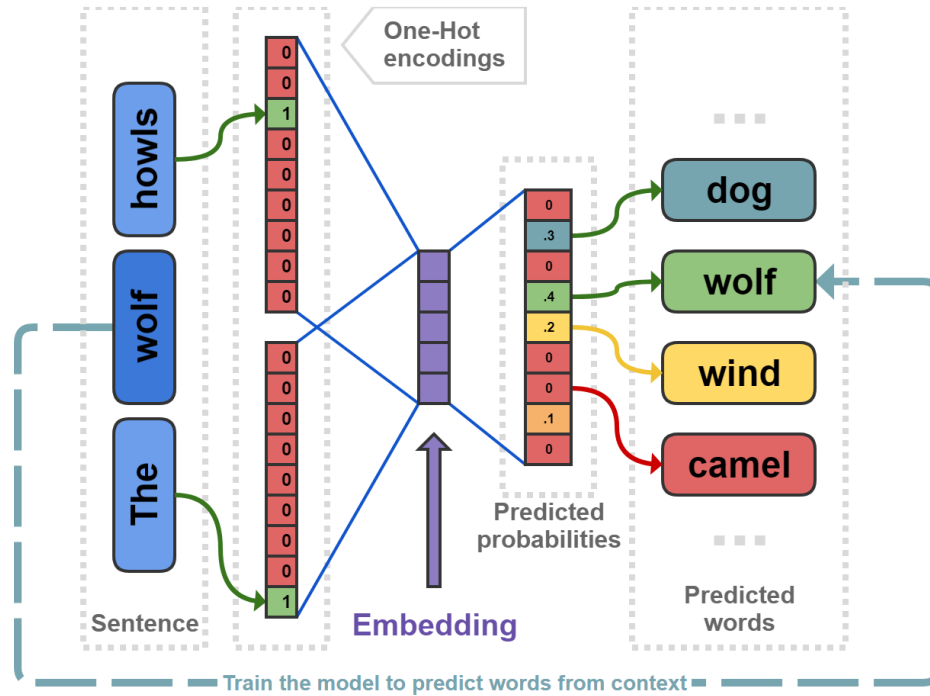 One-Hot
encodings
howls
wolf
The
Sentence
0
0
1
0
0
0
0
0
0
0
0
0
0
0
0
0
0
1
Embedding
0
.3
0
.4
.2
0
0
.1
0
Predicted
probabilities
dog
wolf
wind
camel
Predicted
words
Train the model to predict words from context